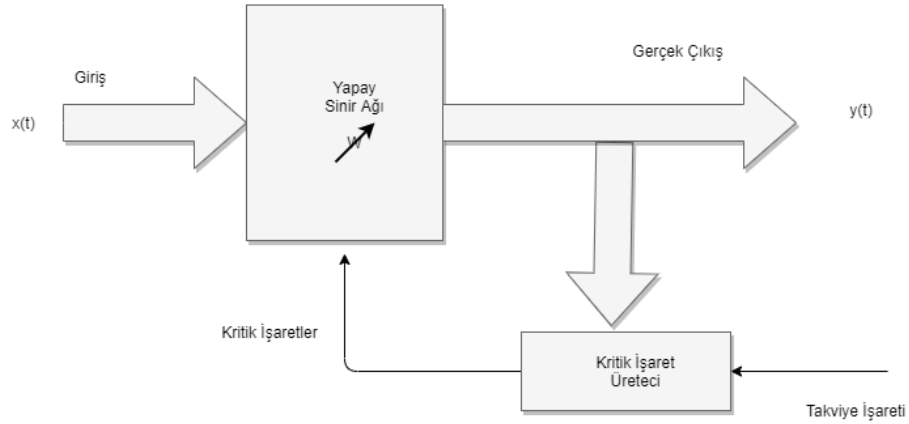 Giriş
x(t)
Yapay
Sinir Ağı
W
Gerçek Çıkış
y(t)
Kritik İşaretler
Kritik İşaret
Üreteci
Takviye İşareti